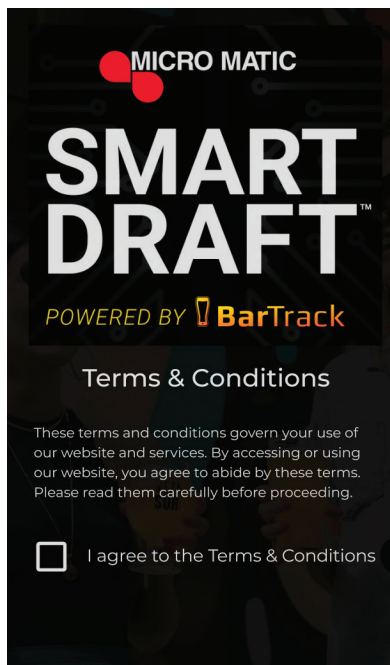 MICRO MATIC
SMART
DRAFT™
POWERED BY BarTrack
Terms & Conditions
These terms and conditions govern your use of
our website and services. By accessing or using
our website, you agree to abide by these terms.
Please read them carefully before proceeding.
I agree to the Terms & Conditions